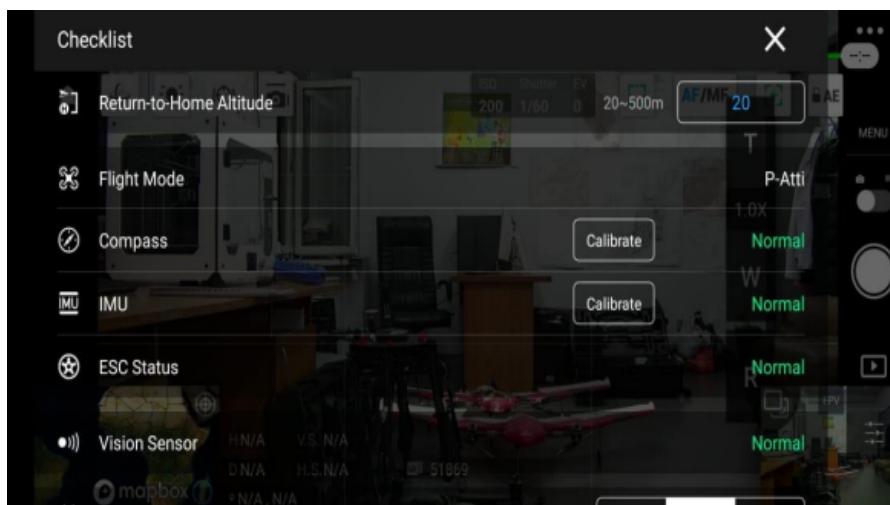 Checklist
Return-to-Home Altitude
20~500m
20
ISO Shutter EV
200 1/60 0
AF/MF
AE
T
MENU
Flight Mode
P-Atti
1.0X
Compass
Calibrate
Normal
W
IMU
IMU
Calibrate
Normal
ESC Status
Normal
R
FPV
Vision Sensor
Normal
H N/A V.S. N/A
D N/A H.S. N/A
51869
mapbox
° N/A , N/A